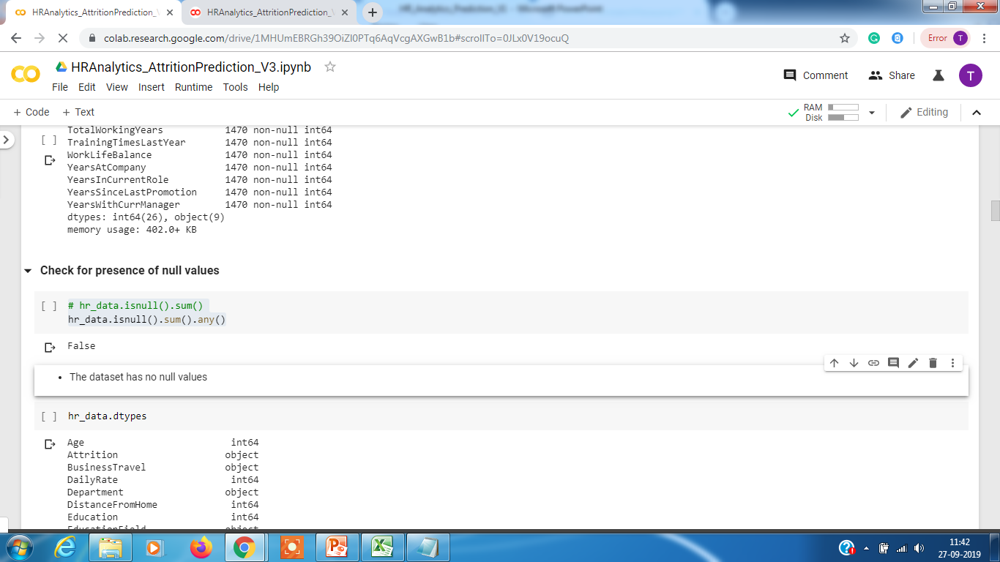 HRAnalytics_AttritionPrediction_V
HRAnalytics_AttritionPrediction_V
HR_Analytics_Prediction_V2 - Microsoft PowerPoint
colab.research.google.com/drive/1MHUmEBRGh39OiZl0PTq6AqVcgAXGwB1b#scrollTo=0JLx0V19ocuQ
Error T
HRAnalytics_AttritionPrediction_V3.ipynb
Comment Share T
File Edit View Insert Runtime Tools Help
+ Code + Text
RAM
Disk
Editing
TotalWorkingYears 1470 non-null int64
[ ] TrainingTimesLastYear 1470 non-null int64
WorkLifeBalance 1470 non-null int64
YearsAtCompany 1470 non-null int64
YearsInCurrentRole 1470 non-null int64
YearsSinceLastPromotion 1470 non-null int64
YearsWithCurrManager 1470 non-null int64
dtypes: int64(26), object(9)
memory usage: 402.0+ KB
Check for presence of null values
[ ] # hr_data.isnull().sum()
hr_data.isnull().sum().any()
False
• The dataset has no null values
[ ] hr_data.dtypes
Age int64
Attrition object
BusinessTravel object
DailyRate int64
Department object
DistanceFromHome int64
Education int64
EducationField object
11:42
27-09-2019